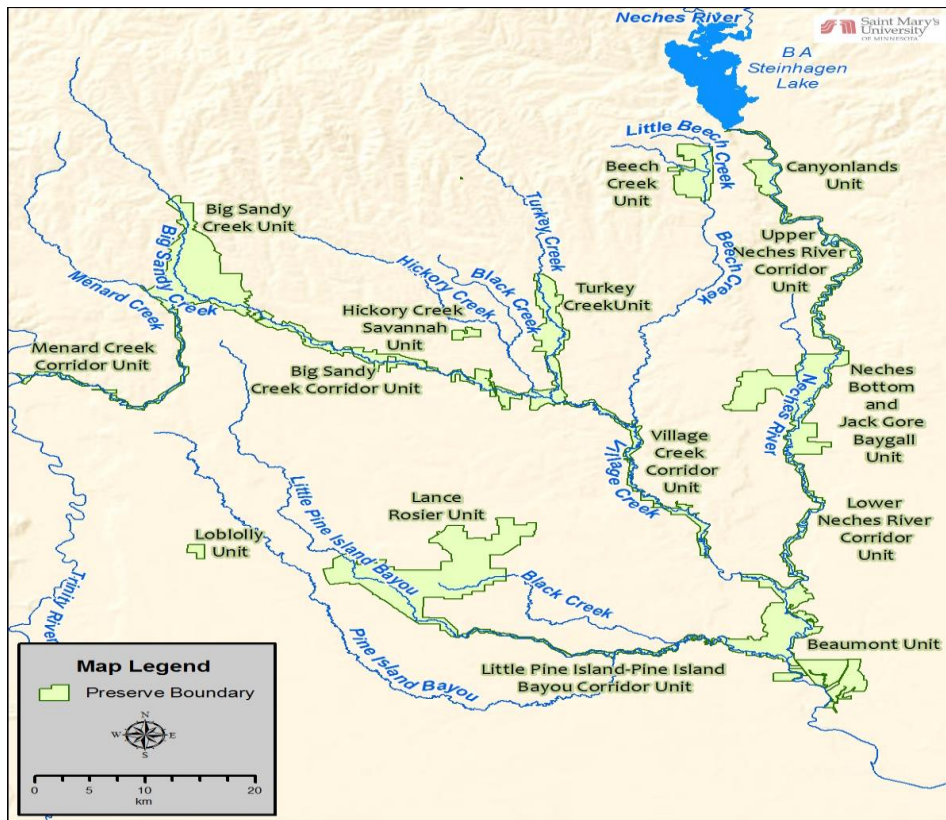 Neches River
Saint Mary's
University
OF MINNESOTA
B A
Steinhagen
Lake
Little Beech Creek
Beech
Creek
Unit
Canyonlands
Unit
Big Sandy
Creek Unit
Turkey Creek
Upper
Neches River
Corridor
Unit
Big Sandy Creek
Beech Creek
Hickory Creek
Black Creek
Menard Creek
Turkey
CreekUnit
Hickory Creek
Savannah
Unit
Menard Creek
Corridor Unit
Big Sandy
Creek Corridor Unit
Neches
Bottom
and
Jack Gore
Baygall
Unit
Neches River
Village
Creek
Corridor
Unit
Village Creek
Lance
Rosier Unit
Little Pine Island Bayou
Lower
Neches River
Corridor
Unit
Loblolly
Unit
Trinity River
Black Creek
Pine Island Bayou
Beaumont Unit
Little Pine Island-Pine Island
Bayou Corridor Unit
Map Legend
Preserve Boundary
N
W E
S
0 5 10 20
km